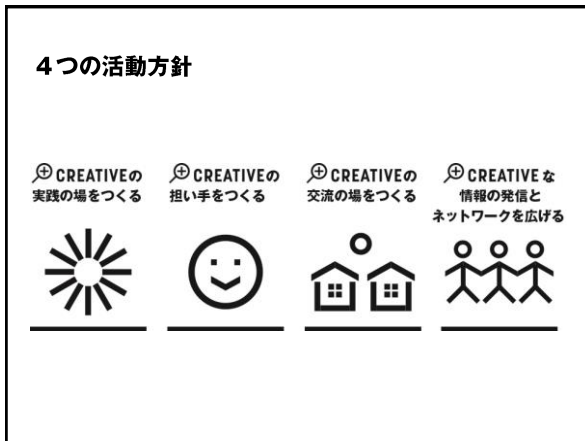 4つの活動方針
CREATIVEの
実践の場をつくる
CREATIVEの
担い手をつくる
CREATIVEの
交流の場をつくる
CREATIVEな
情報の発信と
ネットワークを広げる